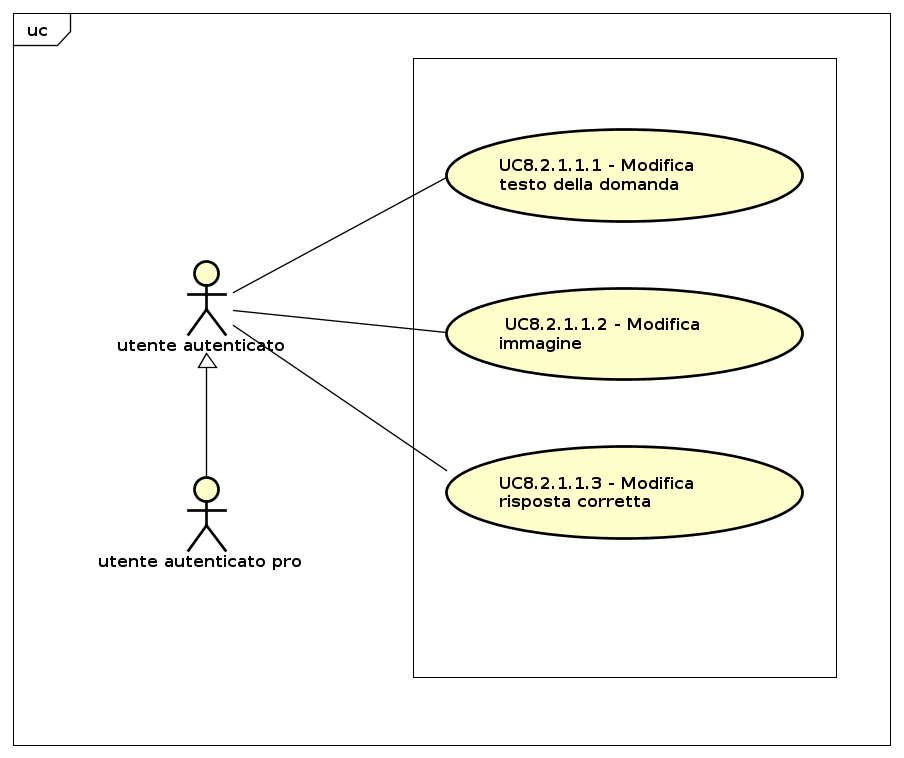 uc
UC8.2.1.1.1 - Modifica
testo della domanda
UC8.2.1.1.2 - Modifica
immagine
utente autenticato
UC8.2.1.1.3 - Modifica
risposta corretta
utente autenticato pro